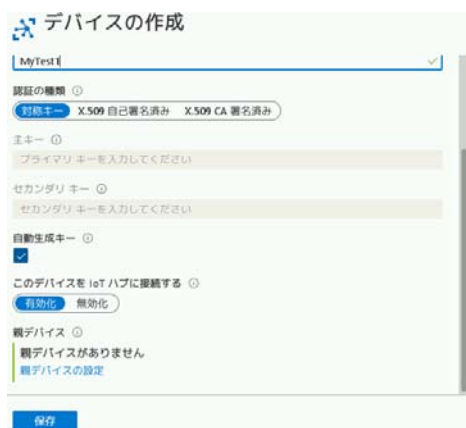 デバイスの作成
MyTest1
認証の種類
対称キー X.509 自己署名済み X.509 CA 署名済み
主キー
プライマリ キーを入力してください
セカンダリ キー
セカンダリ キーを入力してください
自動生成キー
このデバイスを IoT ハブに接続する
有効化 無効化
親デバイス
親デバイスがありません
親デバイスの設定
保存